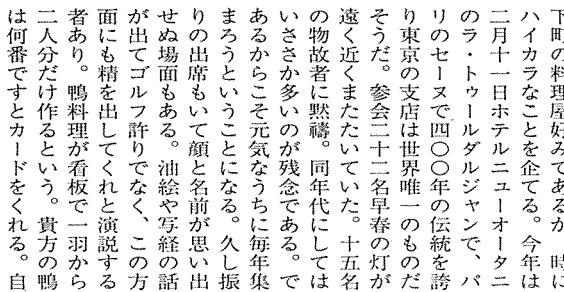 下町の料理屋好みであるが、時に
ハイカラなことを企てる。今年は
二月十一日ホテルニューオータニ
のラ・トゥールダルジャンで、パ
リのセーヌで四〇〇年の伝統を誇
り東京の支店は世界唯一のものだ
そうだ。参会二十二名早春の灯が
遠く近くまたたいていた。十五名
の物故者に黙禱。同年代にしては
いささか多いのが残念である。で
あるからこそ元気なうちに毎年集
まろうということになる。久し振
りの出席もいて顔と名前が思い出
せぬ場面もある。油絵や写経の話
が出てゴルフ許りでなく、この方
面にも精を出してくれと演説する
者あり。鴨料理が看板で一羽から
二人分だけ作るという。貴方の鴨
は何番ですとカードをくれる。自